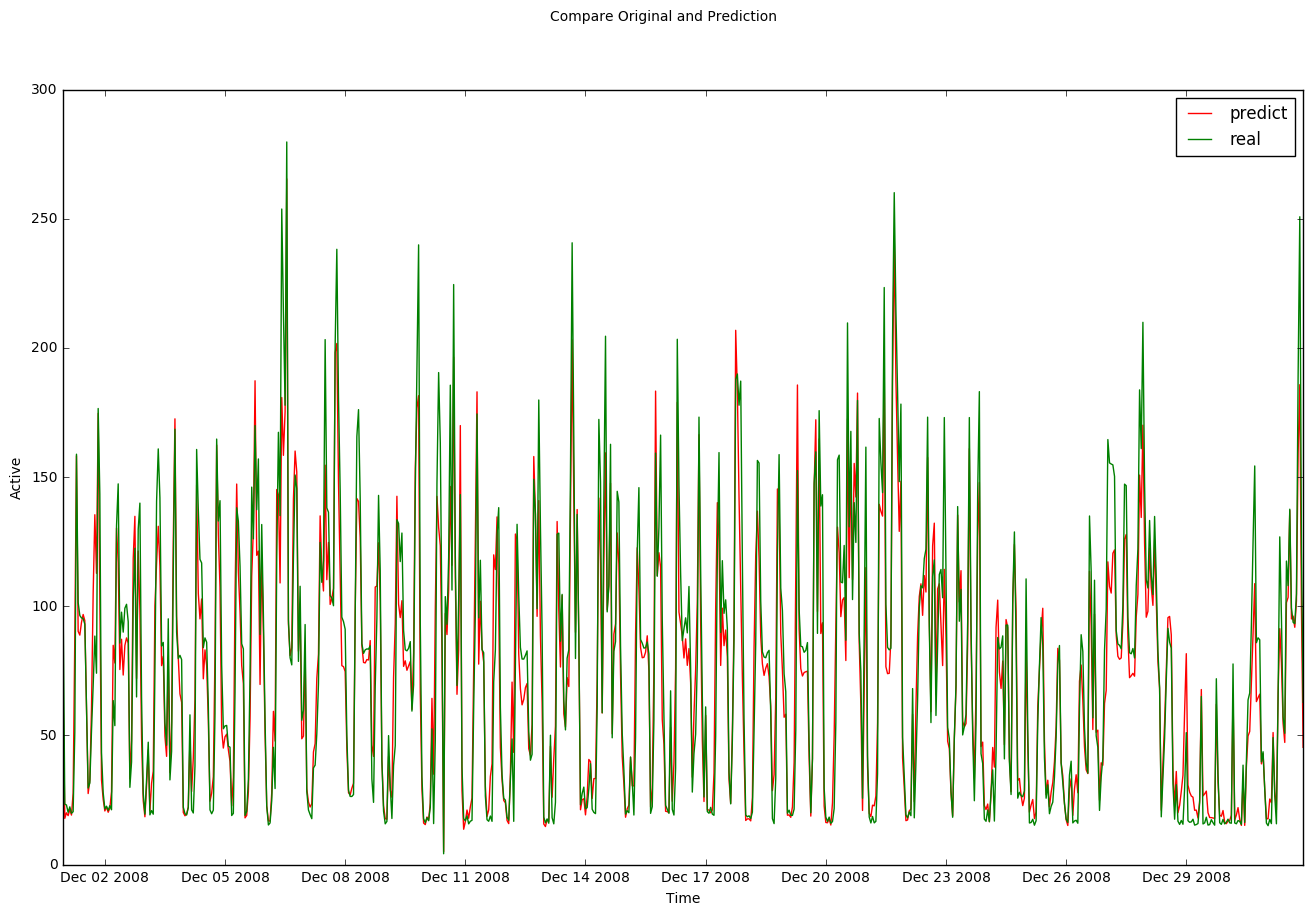 Compare Original and Prediction
300
250
200
150
100
50
0
Active
predict
real
Dec 02 2008
Dec 05 2008
Dec 08 2008
Dec 11 2008
Dec 14 2008
Dec 17 2008
Dec 20 2008
Dec 23 2008
Dec 26 2008
Dec 29 2008
Time